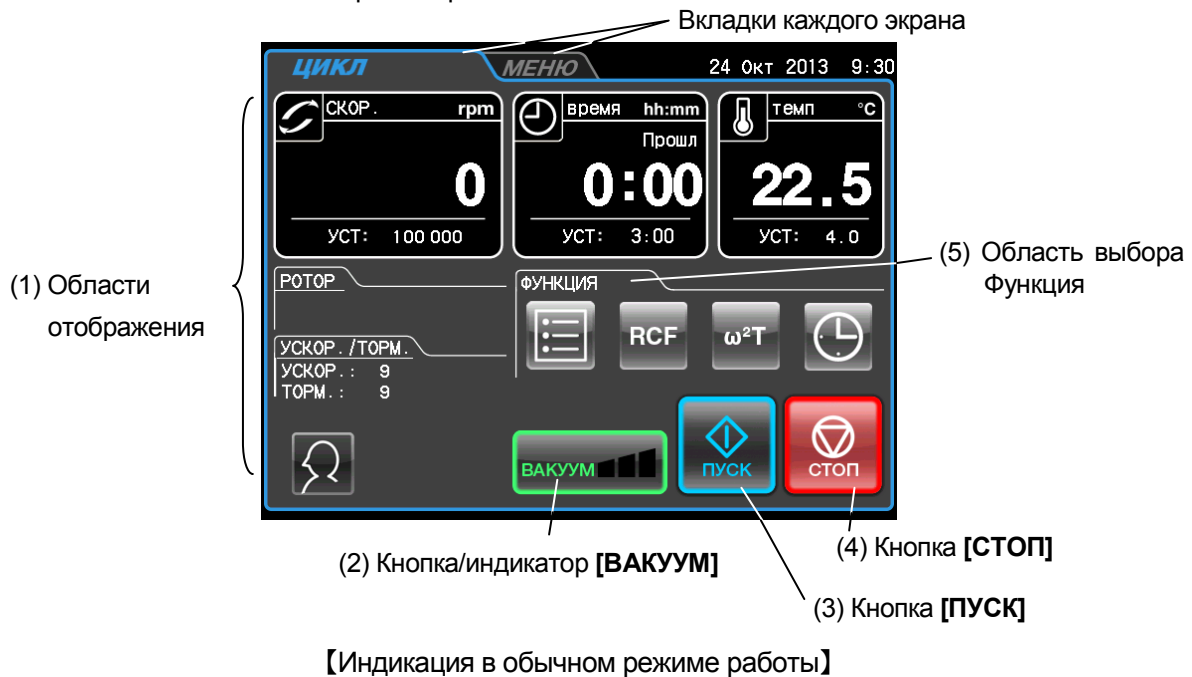 Вкладки каждого экрана
ЦИКЛ МЕНЮ 24 Окт 2013 9:30
СКОР. rpm
0
УСТ: 100 000
время hh:mm
Прошл
0:00
УСТ: 3:00
темп °C
22.5
УСТ: 4.0
(1) Области
отображения
(5) Область выбора
Функция
РОТОР
ФУНКЦИЯ
RCF ω²T
УСКОР./ТОРМ.
УСКОР.: 9
ТОРМ.: 9
ВАКУУМ
ПУСК
СТОП
(2) Кнопка/индикатор [ВАКУУМ]
(4) Кнопка [СТОП]
(3) Кнопка [ПУСК]
【Индикация в обычном режиме работы】